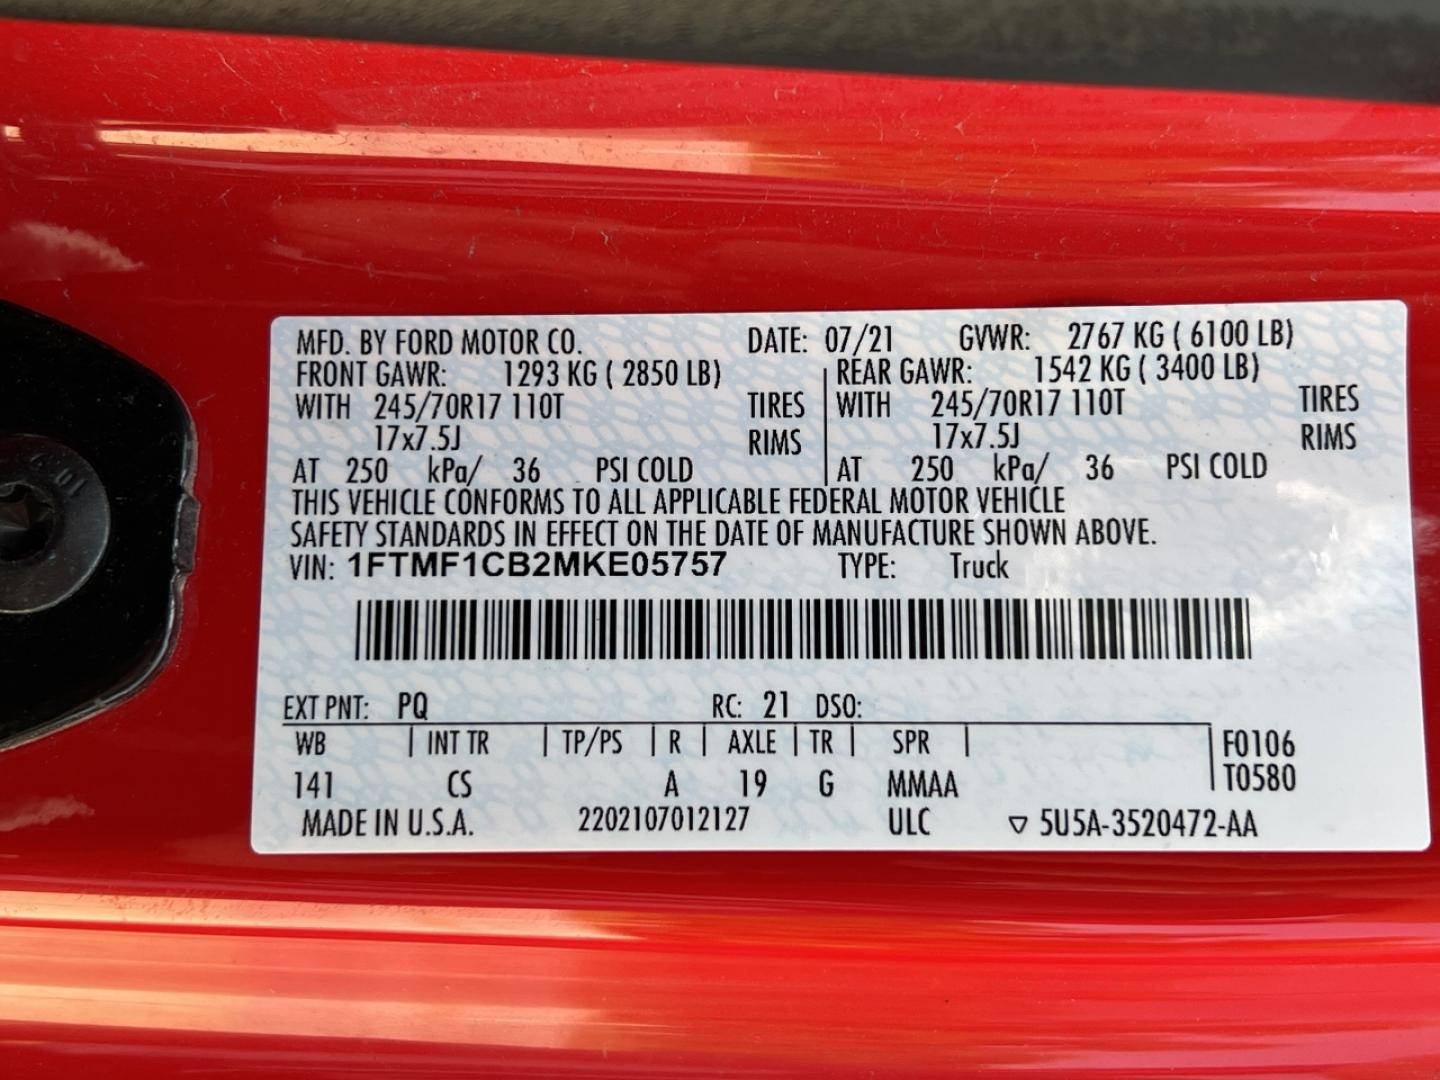 MFD. BY FORD MOTOR CO. DATE: 07/21 GVWR: 2767 KG ( 6100 LB)
FRONT GAWR: 1293 KG ( 2850 LB) REAR GAWR: 1542 KG ( 3400 LB)
WITH 245/70R17 110T TIRES WITH 245/70R17 110T TIRES
17x7.5J RIMS 17x7.5J RIMS
AT 250 kPa/ 36 PSI COLD AT 250 kPa/ 36 PSI COLD
THIS VEHICLE CONFORMS TO ALL APPLICABLE FEDERAL MOTOR VEHICLE
SAFETY STANDARDS IN EFFECT ON THE DATE OF MANUFACTURE SHOWN ABOVE.
VIN: 1FTMF1CB2MKE05757 TYPE: Truck
EXT PNT: PQ RC: 21 DSO:
WB | INT TR | TP/PS | R | AXLE | TR | SPR | F0106
141 CS A 19 G MMAA T0580
MADE IN U.S.A. 2202107012127 ULC ▽ 5U5A-3520472-AA